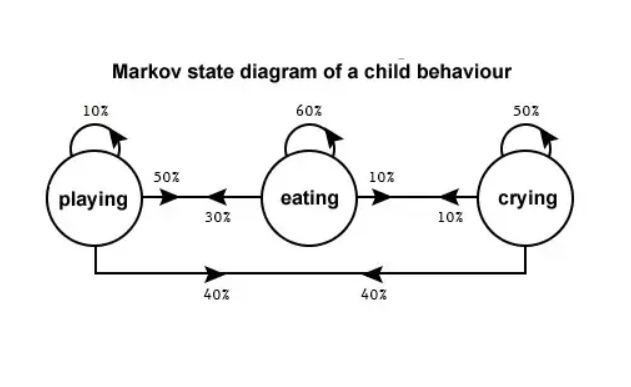 Markov state diagram of a child behaviour
10% 60% 50%
50% 10%
playing eating crying
30% 10%
40% 40%